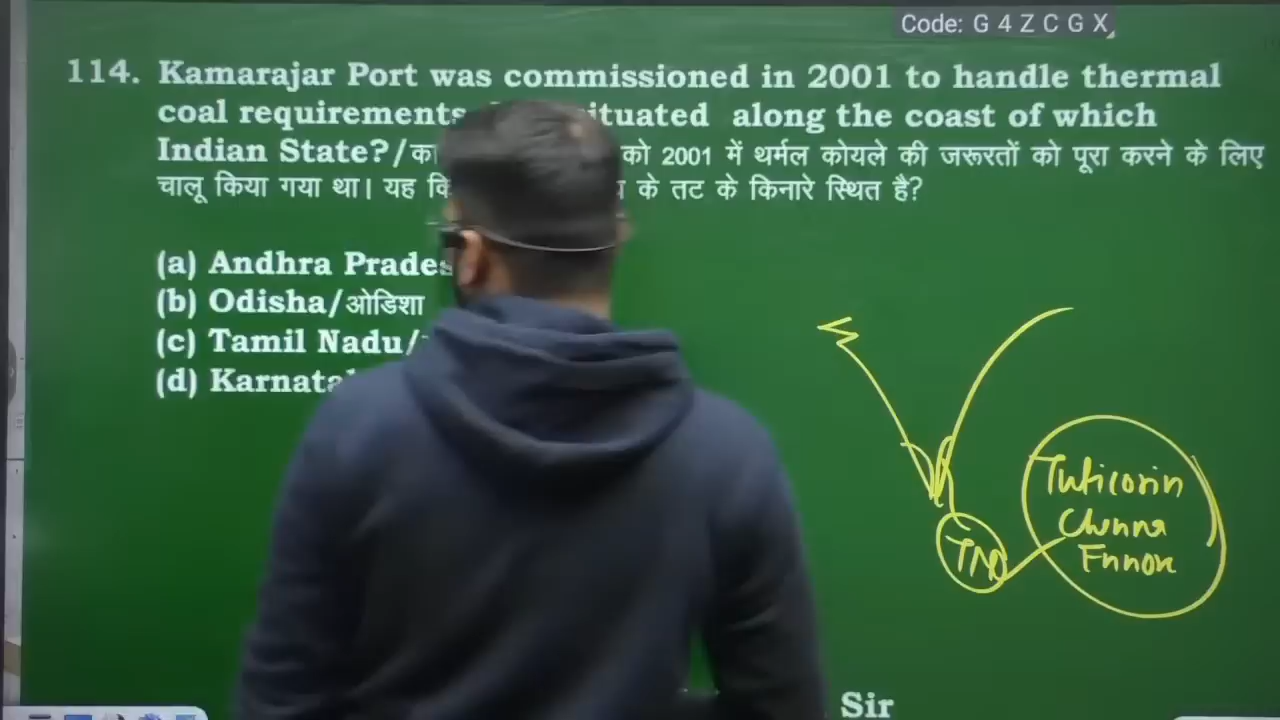 Code: G 4 Z C G X
114. Kamarajar Port was commissioned in 2001 to handle thermal
coal requirements situated along the coast of which
Indian State?/ को 2001 में थर्मल कोयले की जरूरतों को पूरा करने के लिए
चालू किया गया था। यह के तट के किनारे स्थित है?
(a) Andhra Prades
(b) Odisha/ओडिशा
(c) Tamil Nadu/
(d) Karnata
Tuticorin
Chenna
Ennore
TN
Sir